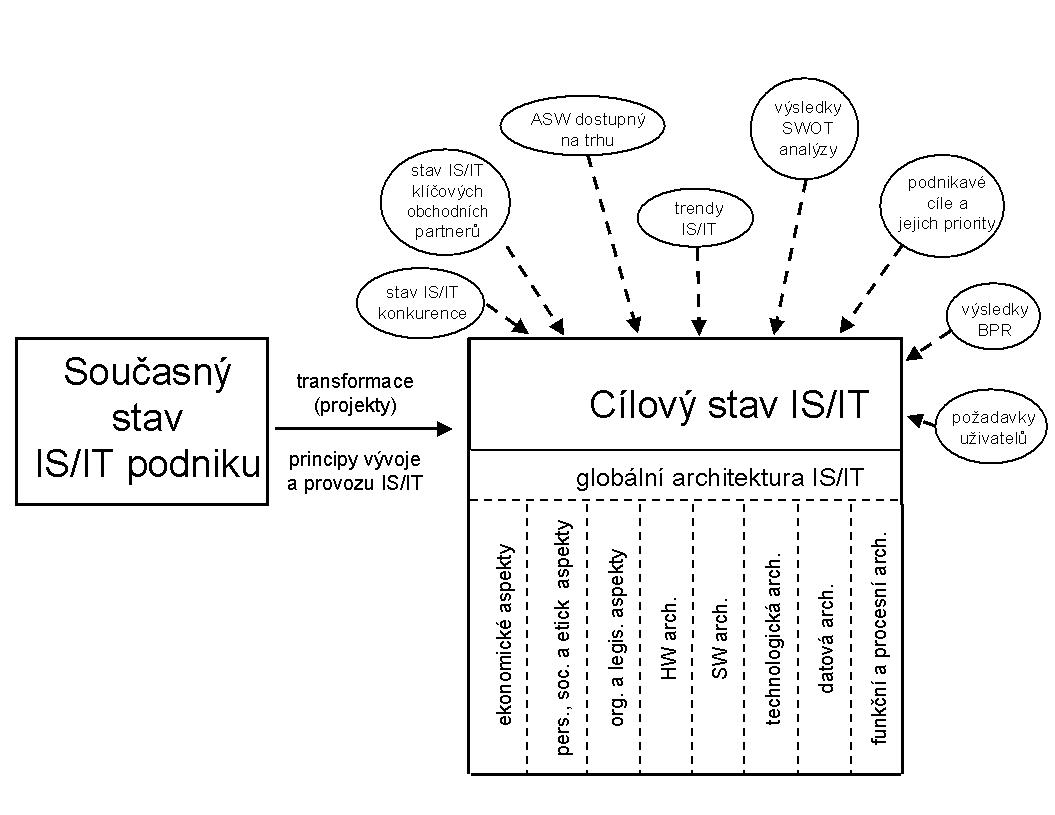 výsledky
SWOT
analýzy
ASW dostupný
na trhu
stav IS/IT
klíčových
obchodních
partnerů
trendy
IS/IT
podnikavé
cíle a
jejich priority
stav IS/IT
konkurence
výsledky
BPR
požadavky
uživatelů
Současný
stav
IS/IT podniku
transformace
(projekty)
principy vývoje
a provozu IS/IT
Cílový stav IS/IT
globální architektura IS/IT
ekonomické aspekty
pers., soc. a etick aspekty
org. a legis. aspekty
HW arch.
SW arch.
technologická arch.
datová arch.
funkční a procesní arch.